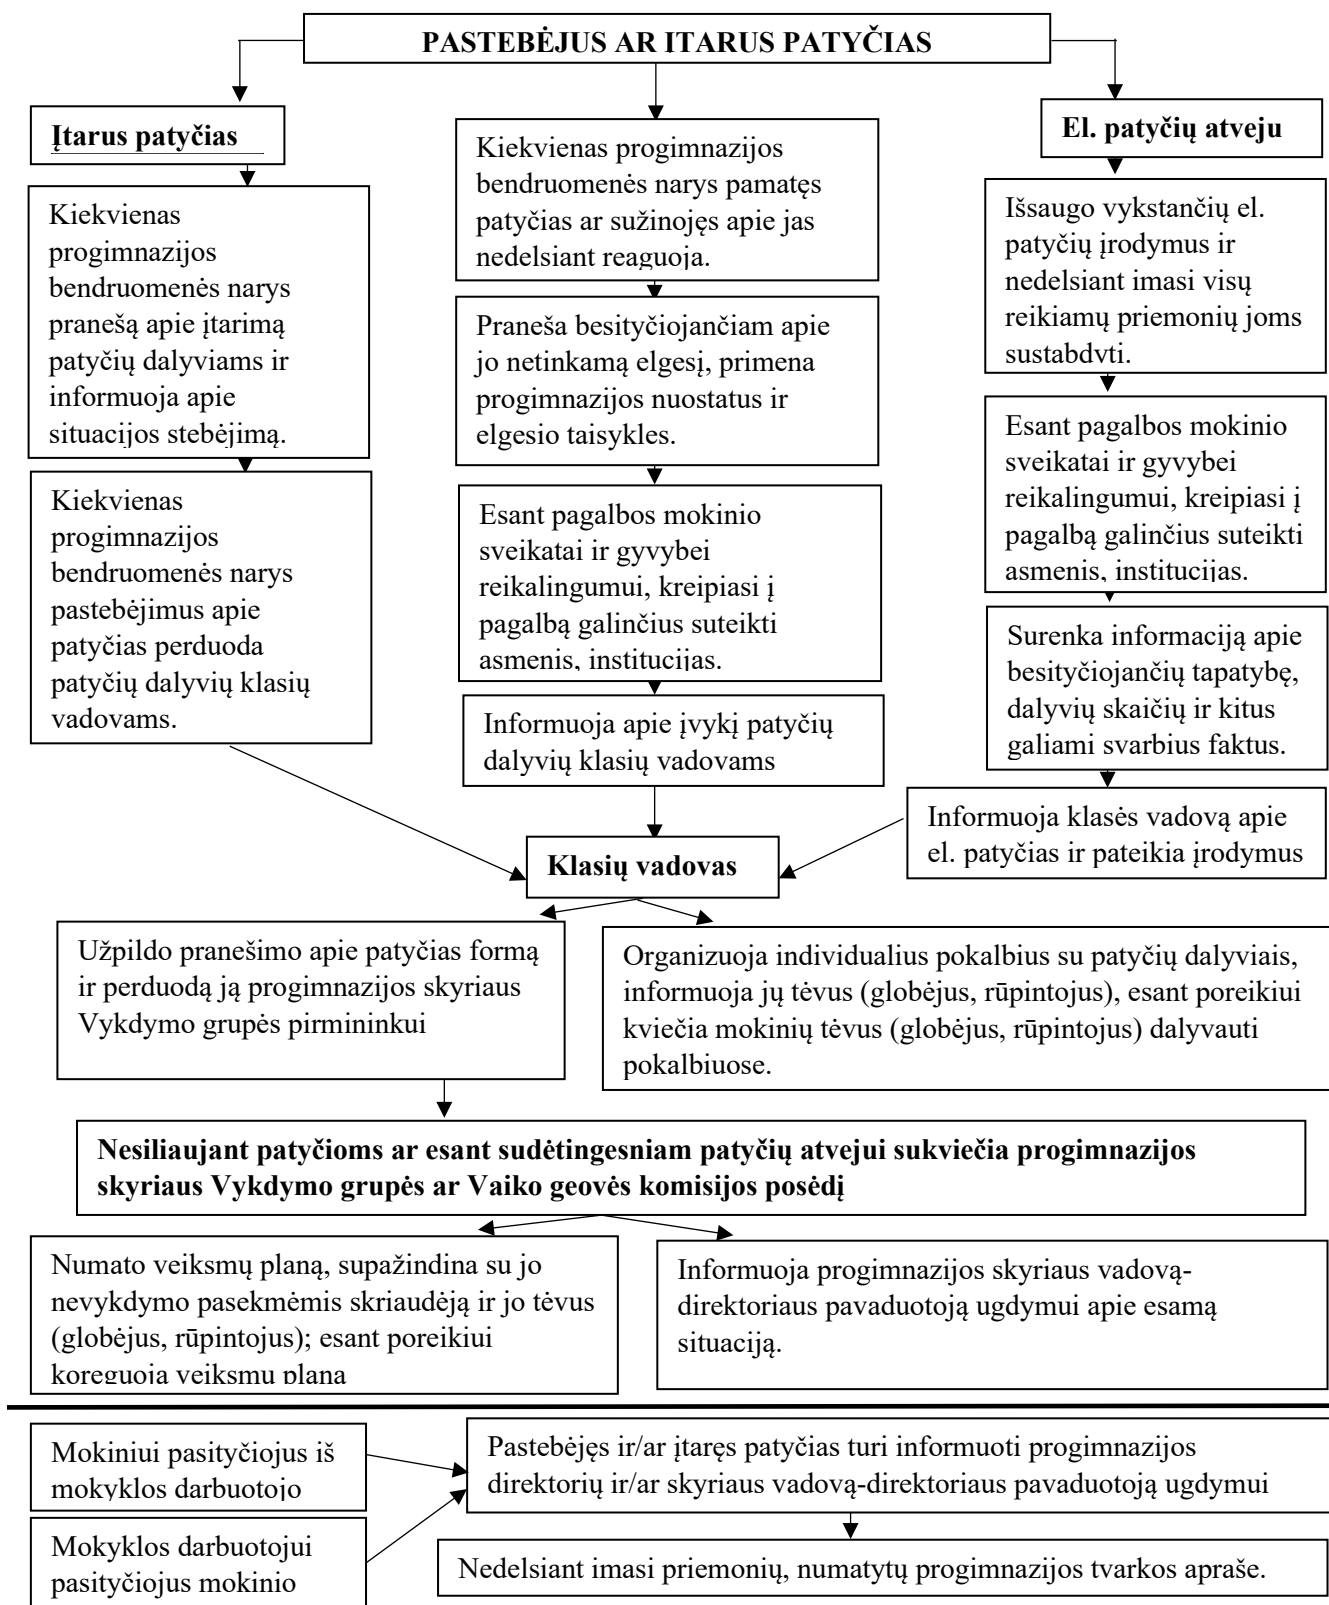 PASTEBĖJUS AR ITARUS PATYČIAS
Įtarus patyčias
Kiekvienas
progimnazijos
bendruomenės narys
pranešą apie įtarimą
patyčių dalyviams ir
informuoja apie
situacijos stebėjimą.
Kiekvienas
progimnazijos
bendruomenės narys
pastebėjimus apie
patyčias perduoda
patyčių dalyvių klasių
vadovams.
Kiekvienas progimnazijos
bendruomenės narys pamatęs
patyčias ar sužinojęs apie jas
nedelsiant reaguoja.
Praneša besityčiojančiam apie
jo netinkamą elgesį, primena
progimnazijos nuostatus ir
elgesio taisykles.
Esant pagalbos mokinio
sveikatai ir gyvybei
reikalingumui, kreipiasi į
pagalbą galinčius suteikti
asmenis, institucijas.
Informuoja apie įvykį patyčių
dalyvių klasių vadovams
El. patyčių atveju
Išsaugo vykstančių el.
patyčių įrodymus ir
nedelsiant imasi visų
reikiamų priemonių joms
sustabdyti.
Esant pagalbos mokinio
sveikatai ir gyvybei
reikalingumui, kreipiasi į
pagalbą galinčius suteikti
asmenis, institucijas.
Surenka informaciją apie
besityčiojančių tapatybę,
dalyvių skaičių ir kitus
galiami svarbius faktus.
Informuoja klasės vadovą apie
el. patyčias ir pateikia įrodymus
Klasių vadovas
Užpildo pranešimo apie patyčias formą
ir perduodą ją progimnazijos skyriaus
Vykdymo grupės pirmininkui
Organizuoja individualius pokalbius su patyčių dalyviais,
informuoja jų tėvus (globėjus, rūpintojus), esant poreikiui
kviečia mokinių tėvus (globėjus, rūpintojus) dalyvauti
pokalbiuose.
Nesiliaujant patyčioms ar esant sudėtingesniam patyčių atvejui sukviečia progimnazijos
skyriaus Vykdymo grupės ar Vaiko geovės komisijos posėdį
Numato veiksmų planą, supažindina su jo
nevykdymo pasekmėmis skriaudėją ir jo tėvus
(globėjus, rūpintojus); esant poreikiui
koreguoja veiksmų planą
Informuoja progimnazijos skyriaus vadovą-
direktoriaus pavaduotoją ugdymui apie esamą
situaciją.
Mokiniui pasityčiojus iš
mokyklos darbuotojo
Mokyklos darbuotojui
pasityčiojus mokinio
Pastebėjęs ir/ar įtaręs patyčias turi informuoti progimnazijos
direktorių ir/ar skyriaus vadovą-direktoriaus pavaduotoją ugdymui
Nedelsiant imasi priemonių, numatytų progimnazijos tvarkos apraše.